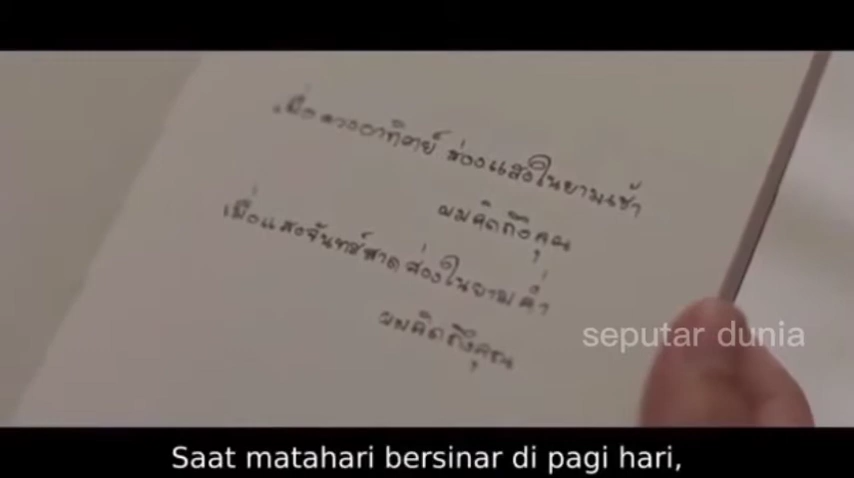 เมื่อดวงอาทิตย์ ส่องแสงในยามเช้า
ผมคิดถึงคุณ
เมื่อแสงจันทร์สาดส่องในยามค่ำ
ผมคิดถึงคุณ
seputar dunia
Saat matahari bersinar di pagi hari,